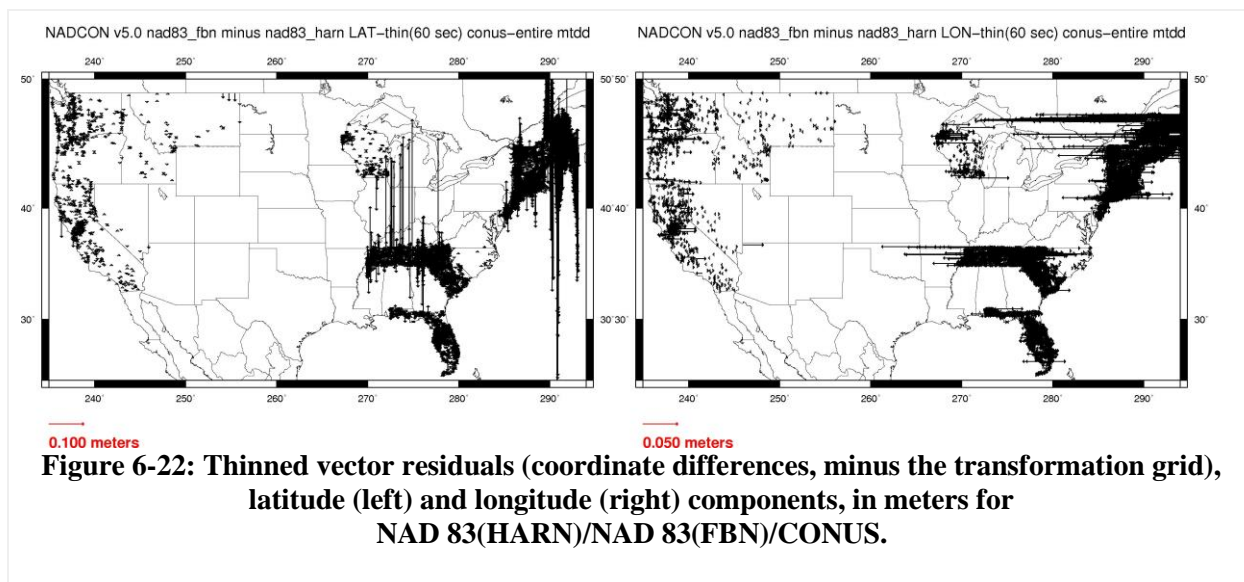 NADCON v5.0 nad83_fbn minus nad83_harn LAT−thin(60 sec) conus−entire mtdd
NADCON v5.0 nad83_fbn minus nad83_harn LON−thin(60 sec) conus−entire mtdd
240˚ 250˚ 260˚ 270˚ 280˚ 290˚
50˚ 50˚
40˚ 40˚
30˚ 30˚
240˚ 250˚ 260˚ 270˚ 280˚ 290˚
0.100 meters
240˚ 250˚ 260˚ 270˚ 280˚ 290˚
50˚ 50˚
40˚ 40˚
30˚ 30˚
240˚ 250˚ 260˚ 270˚ 280˚ 290˚
0.050 meters
Figure 6-22: Thinned vector residuals (coordinate differences, minus the transformation grid),
latitude (left) and longitude (right) components, in meters for
NAD 83(HARN)/NAD 83(FBN)/CONUS.